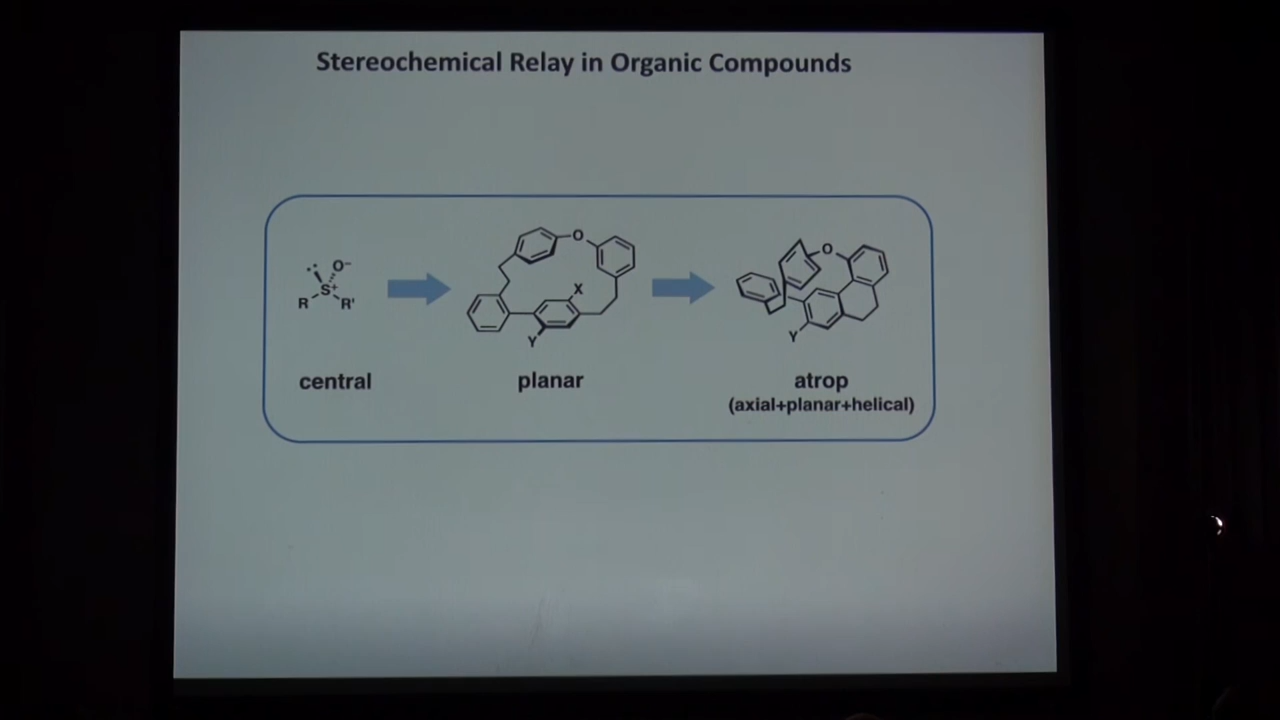 Stereochemical Relay in Organic Compounds
O⁻
S⁺
R
R'
O
X
Y
O
Y
central
planar
atrop
(axial+planar+helical)